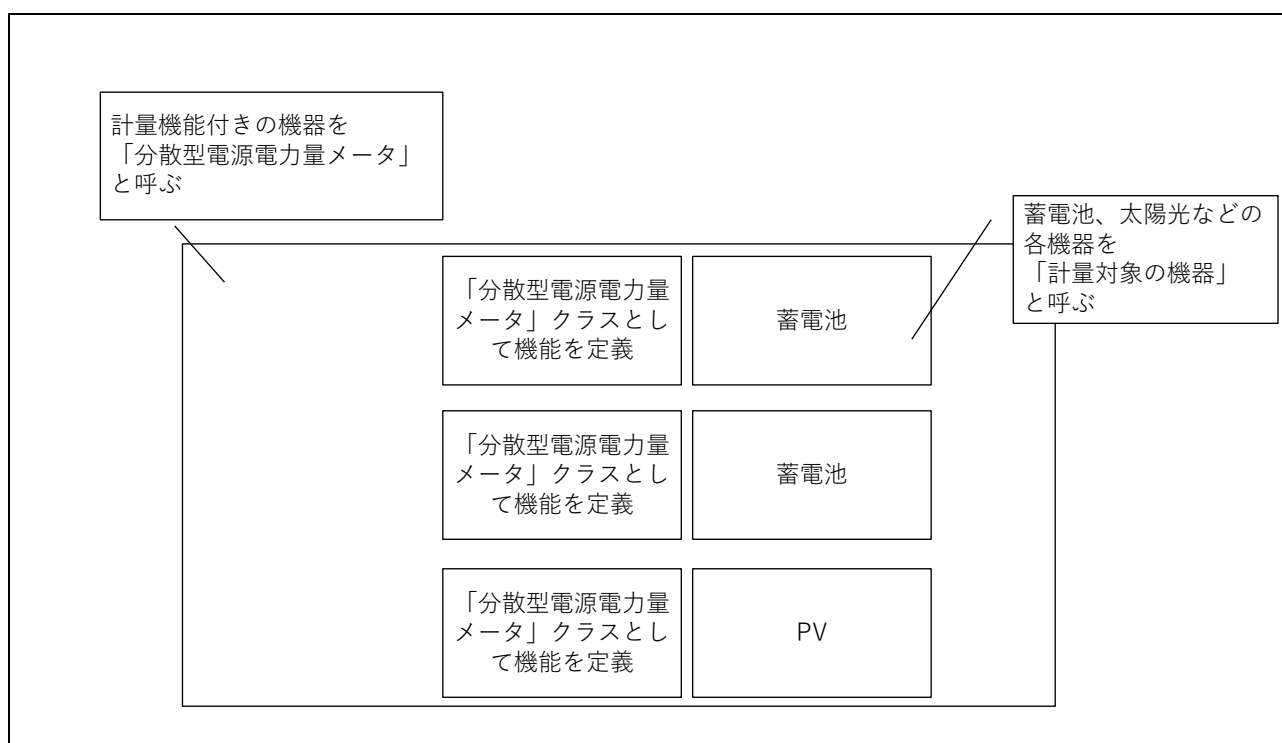 計量機能付きの機器を
「分散型電源電力量メータ」
と呼ぶ
蓄電池、太陽光などの
各機器を
「計量対象の機器」
と呼ぶ
「分散型電源電力量
メータ」クラスとし
て機能を定義
蓄電池
「分散型電源電力量
メータ」クラスとし
て機能を定義
蓄電池
「分散型電源電力量
メータ」クラスとし
て機能を定義
PV